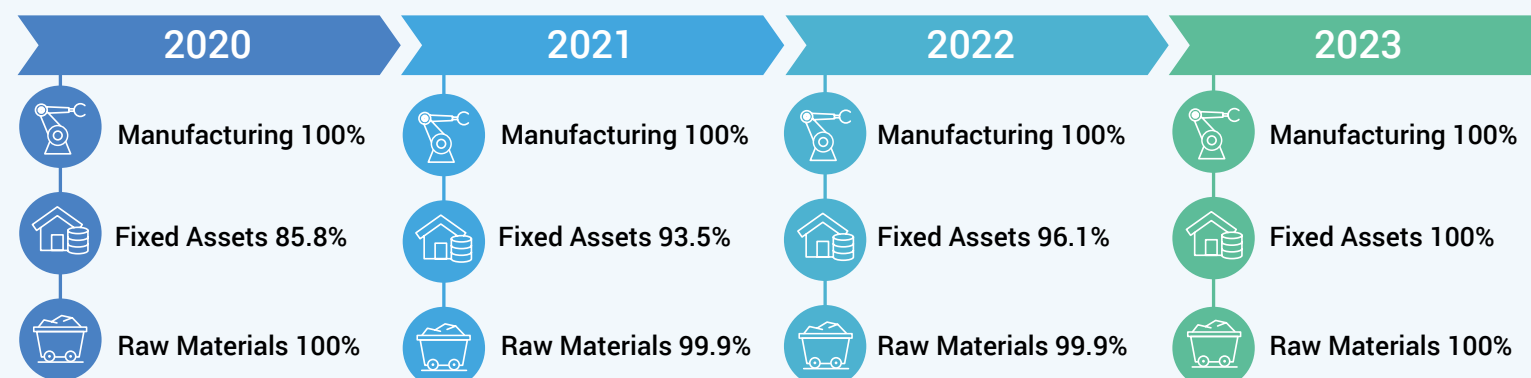 2020
Manufacturing 100%
Fixed Assets 85.8%
Raw Materials 100%
2021
Manufacturing 100%
Fixed Assets 93.5%
Raw Materials 99.9%
2022
Manufacturing 100%
Fixed Assets 96.1%
Raw Materials 99.9%
2023
Manufacturing 100%
Fixed Assets 100%
Raw Materials 100%